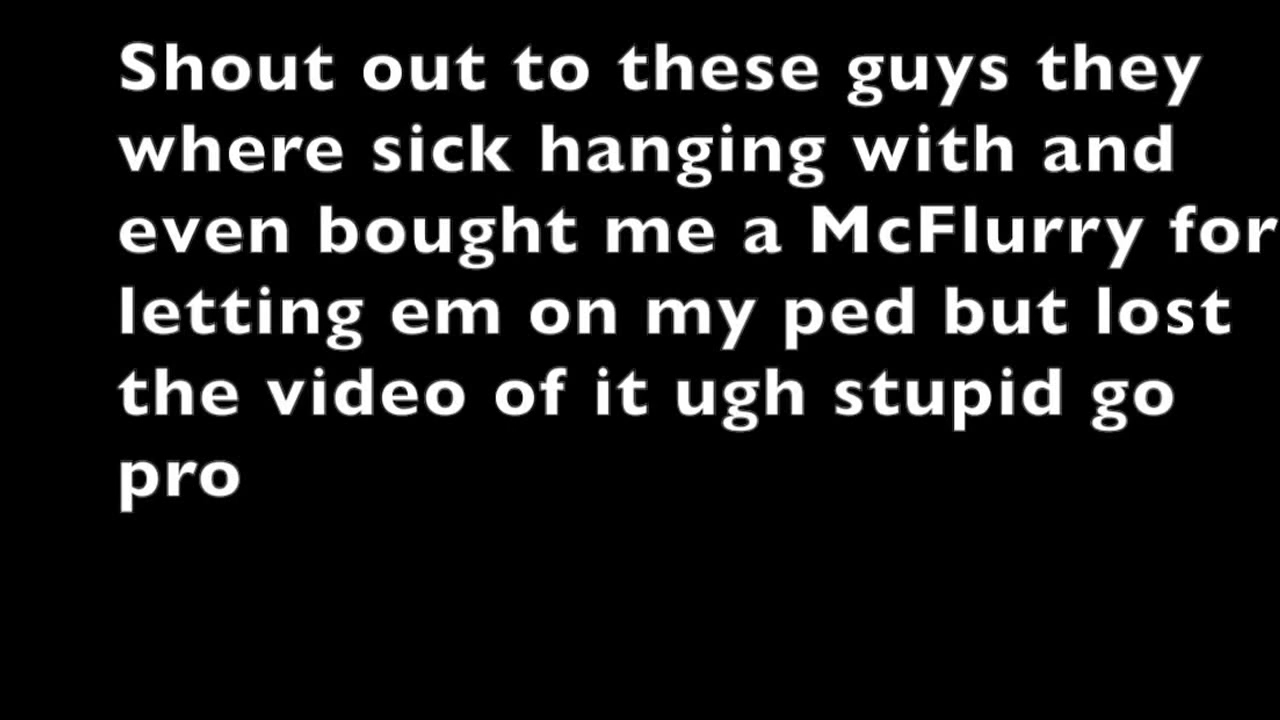 Shout out to these guys they
where sick hanging with and
even bought me a McFlurry for
letting em on my ped but lost
the video of it ugh stupid go
pro